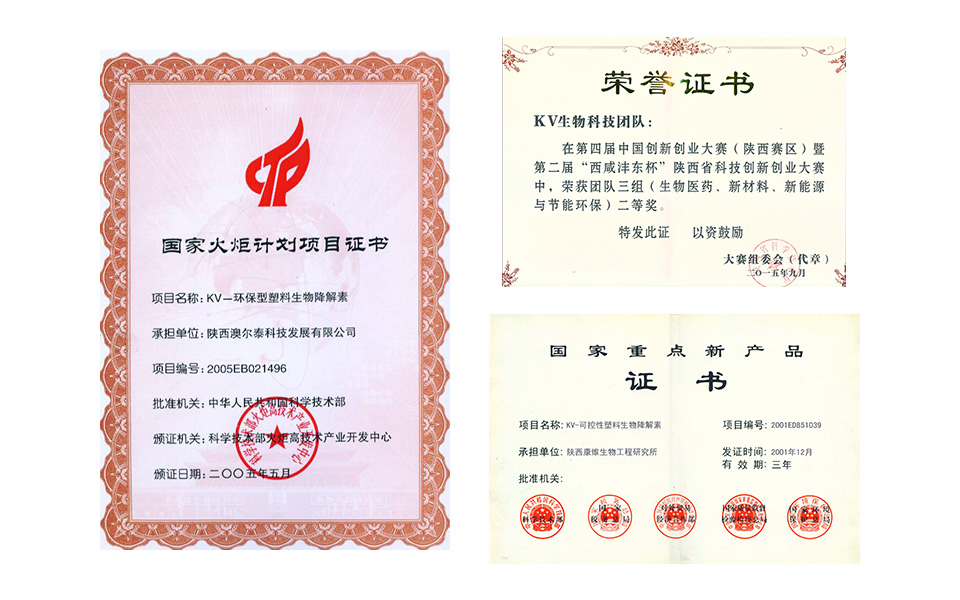 国家火炬计划项目证书
项目名称: KV—环保型塑料生物降解素
承担单位: 陕西澳尔泰科技发展有限公司
项目编号: 2005EB021496
批准机关: 中华人民共和国科学技术部
颁证机关: 科学技术部火炬高技术产业开发中心
颁证日期: 二〇〇五年五月
荣誉证书
KV生物科技团队:
在第四届中国创新创业大赛（陕西赛区）暨
第二届“西咸沣东杯”陕西省科技创新创业大赛
中，荣获团队三组（生物医药、新材料、新能源
与节能环保）二等奖。
特发此证 以资鼓励
大赛组委会（代章）
二〇一五年九月
国家重点新产品
证书
项目名称: KV-可控性塑料生物降解素
项目编号: 2001ED851039
承担单位: 陕西康维生物工程研究所
发证时间: 2001年12月
有效期: 三年
批准机关: